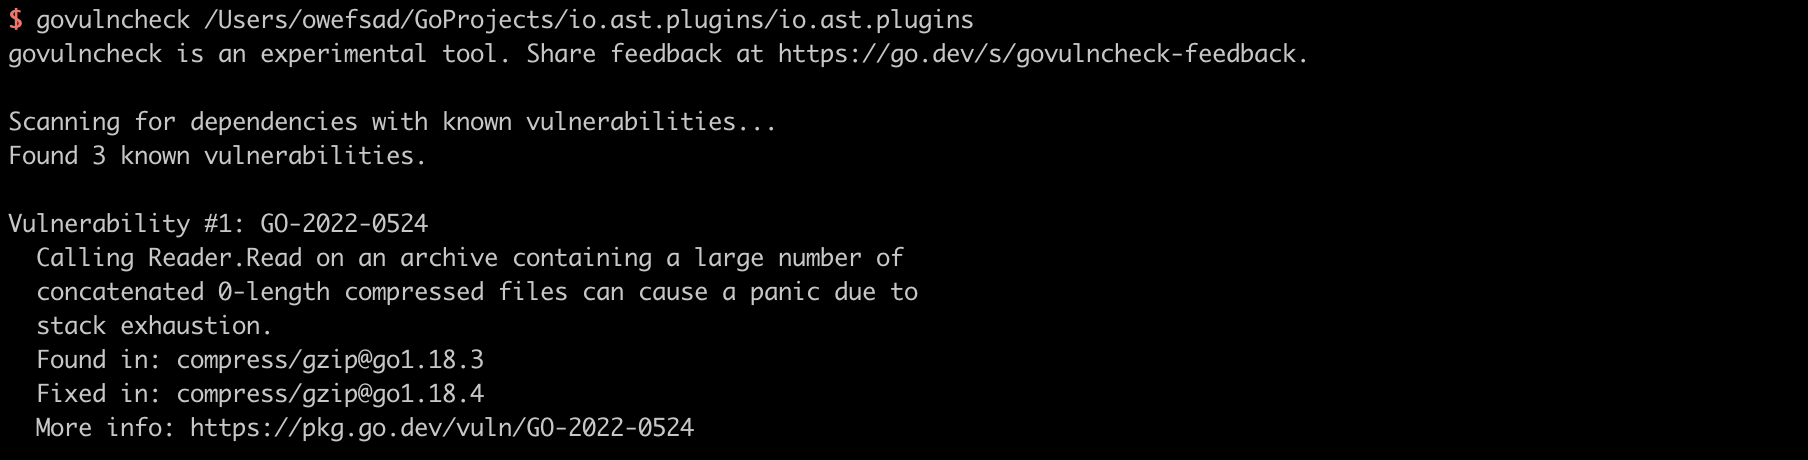 $ govulncheck /Users/owefsad/GoProjects/io.ast.plugins/io.ast.plugins
govulncheck is an experimental tool. Share feedback at https://go.dev/s/govulncheck-feedback.
Scanning for dependencies with known vulnerabilities...
Found 3 known vulnerabilities.
Vulnerability #1: GO-2022-0524
Calling Reader.Read on an archive containing a large number of
concatenated 0-length compressed files can cause a panic due to
stack exhaustion.
Found in: compress/gzip@go1.18.3
Fixed in: compress/gzip@go1.18.4
More info: https://pkg.go.dev/vuln/GO-2022-0524